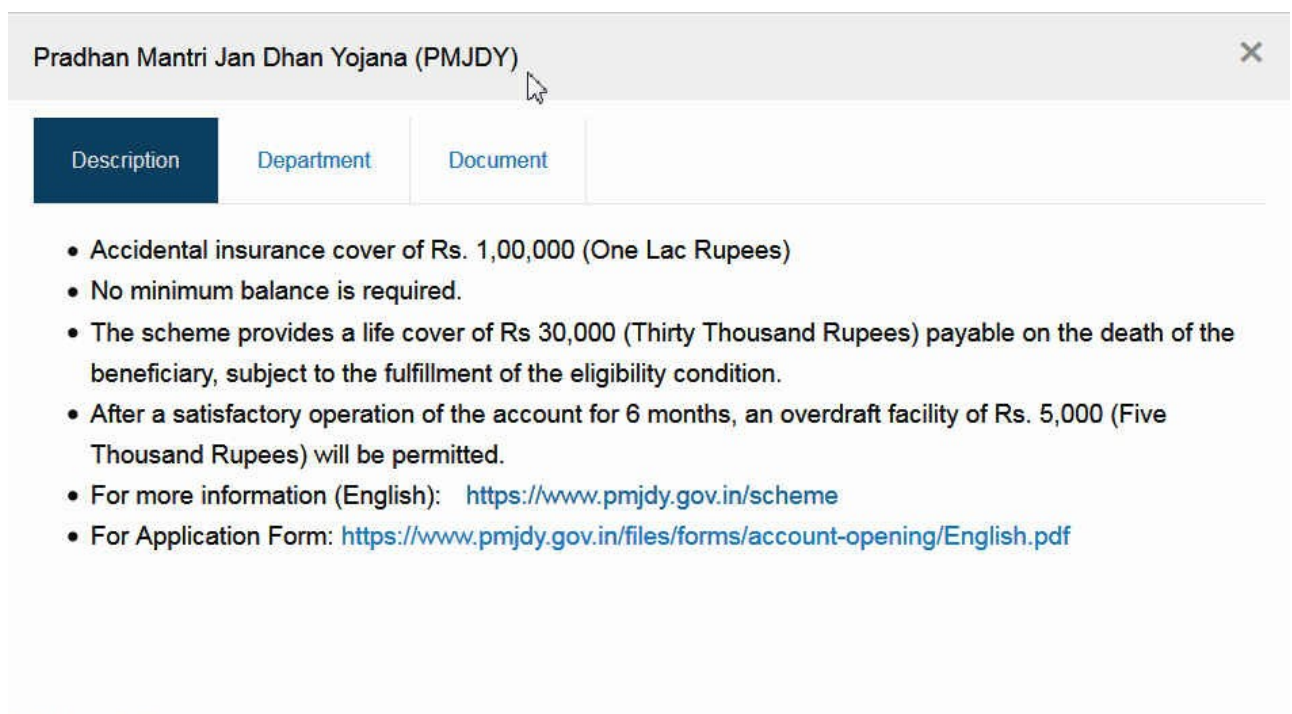 Pradhan Mantri Jan Dhan Yojana (PMJDY)
Description Department Document
• Accidental insurance cover of Rs. 1,00,000 (One Lac Rupees)
• No minimum balance is required.
• The scheme provides a life cover of Rs 30,000 (Thirty Thousand Rupees) payable on the death of the
beneficiary, subject to the fulfillment of the eligibility condition.
• After a satisfactory operation of the account for 6 months, an overdraft facility of Rs. 5,000 (Five
Thousand Rupees) will be permitted.
• For more information (English): https://www.pmjdy.gov.in/scheme
• For Application Form: https://www.pmjdy.gov.in/files/forms/account-opening/English.pdf